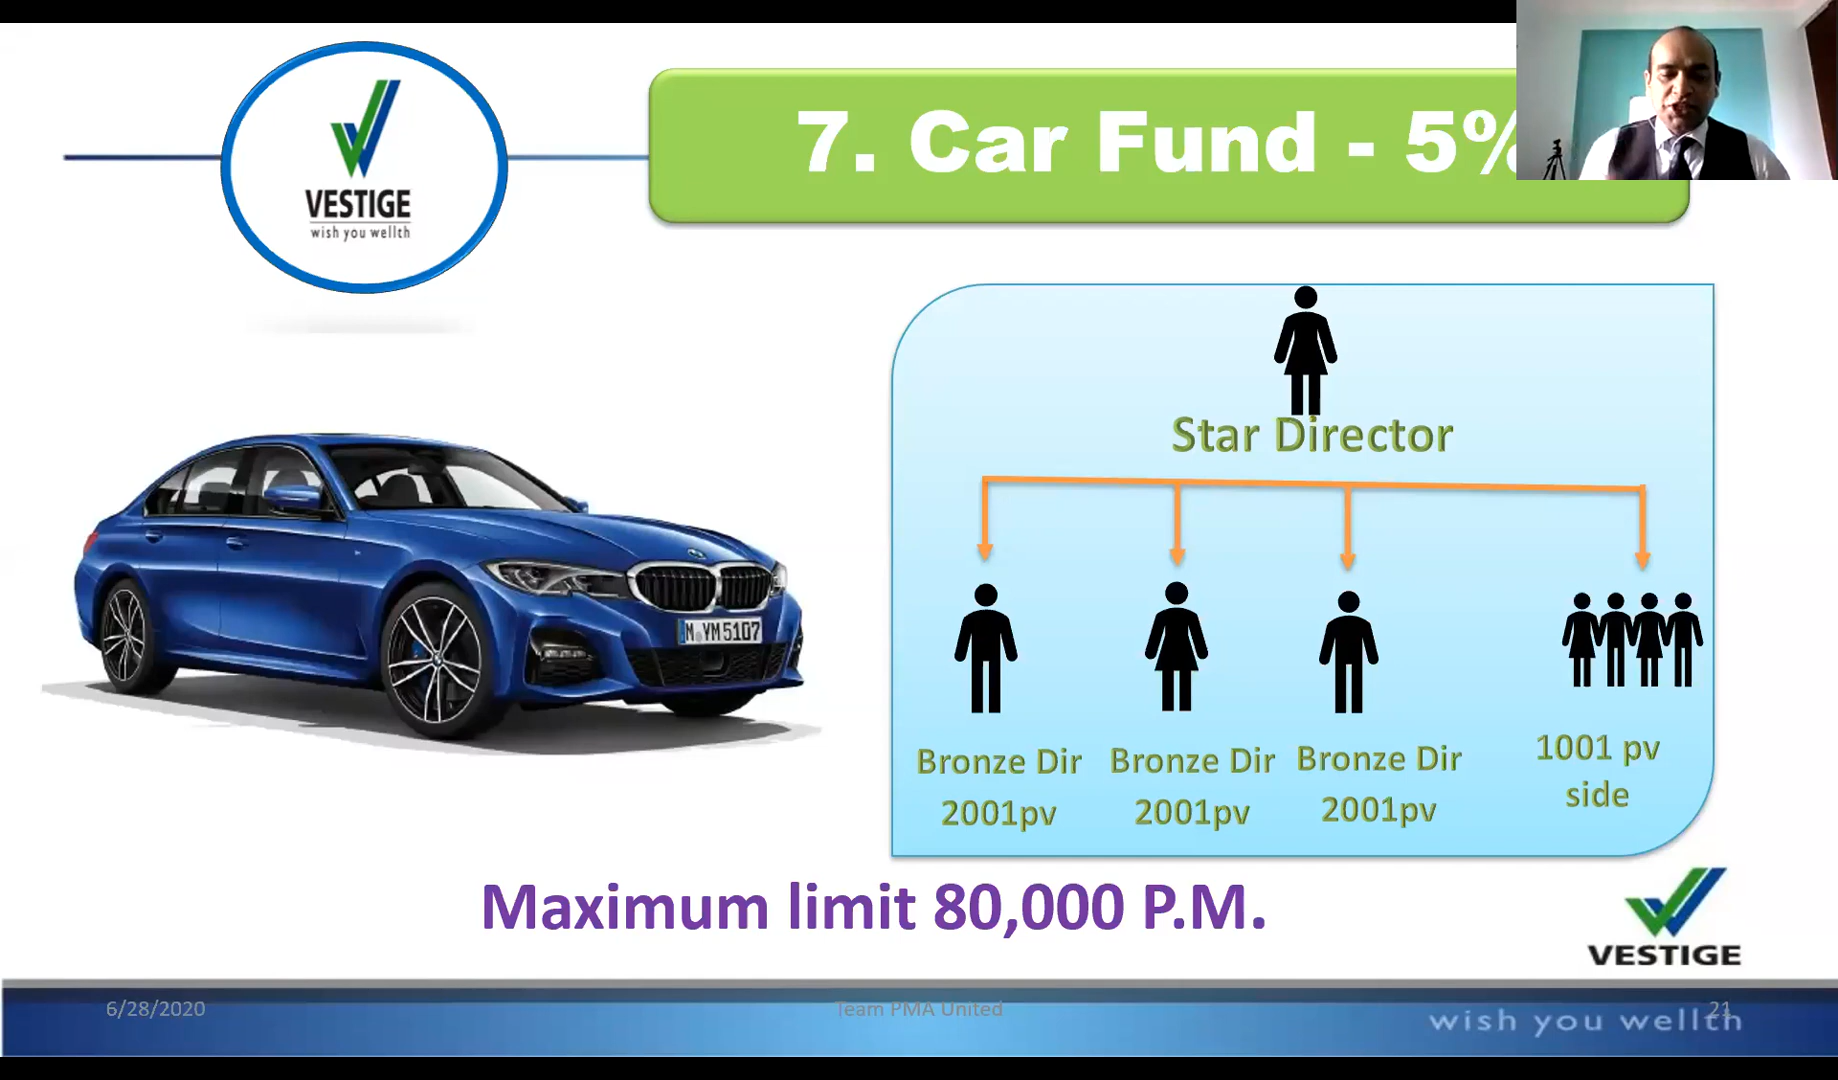 VESTIGE
wish you wellth
7. Car Fund - 5%
Star Director
Bronze Dir
2001pv
Bronze Dir
2001pv
Bronze Dir
2001pv
1001 pv
side
M YM 5107
Maximum limit 80,000 P.M.
VESTIGE
6/28/2020
Team PMA United
21
wish you wellth